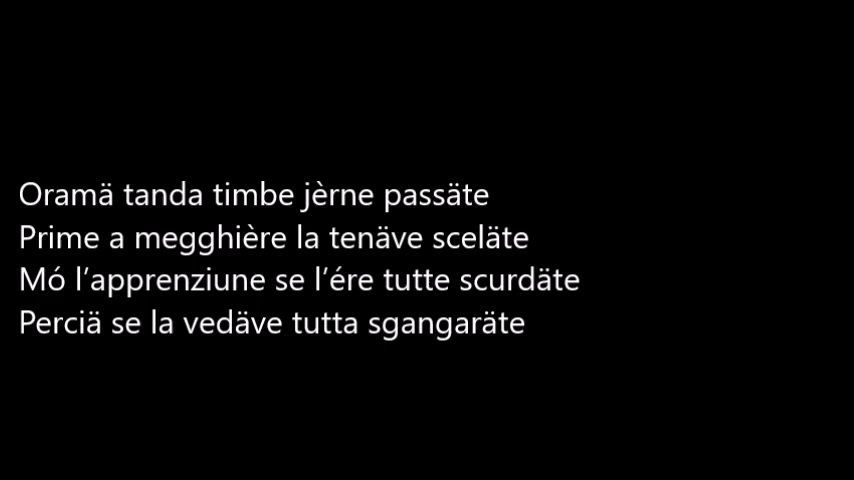 Oramä tanda timbe jèrne passäte
Prime a megghière la tenäve sceläte
Mó l’apprenziune se l’ére tutte scurdäte
Perciä se la vedäve tutta sgangaräte